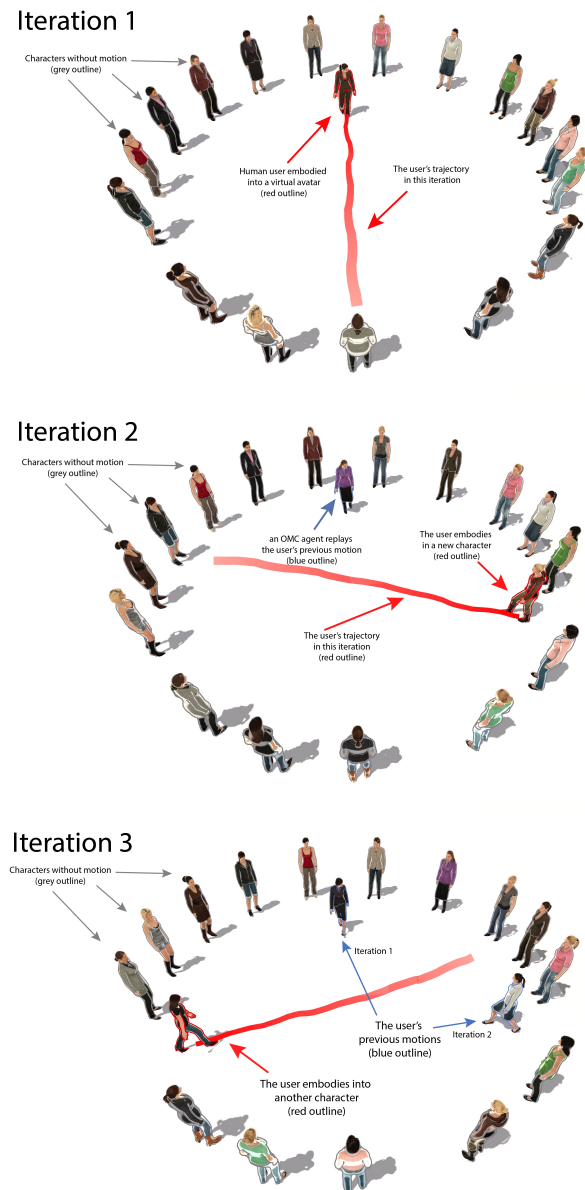 Iteration 1
Characters without motion
(grey outline)
Human user embodied
into a virtual avatar
(red outline)
The user's trajectory
in this iteration
Iteration 2
Characters without motion
(grey outline)
an OMC agent replays
the user's previous motion
(blue outline)
The user embodies
in a new character
(red outline)
The user's trajectory
in this iteration
(red outline)
Iteration 3
Characters without motion
(grey outline)
Iteration 1
The user's
previous motions
(blue outline)
Iteration 2
The user embodies into
another character
(red outline)